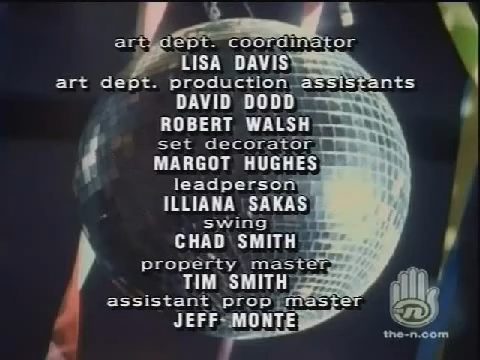 art dept. coordinator
LISA DAVIS
art dept. production assistants
DAVID DODD
ROBERT WALSH
set decorator
MARGOT HUGHES
leadperson
ILLIANA SAKAS
swing
CHAD SMITH
property master
TIM SMITH
assistant prop master
JEFF MONTE
n
the-n.com